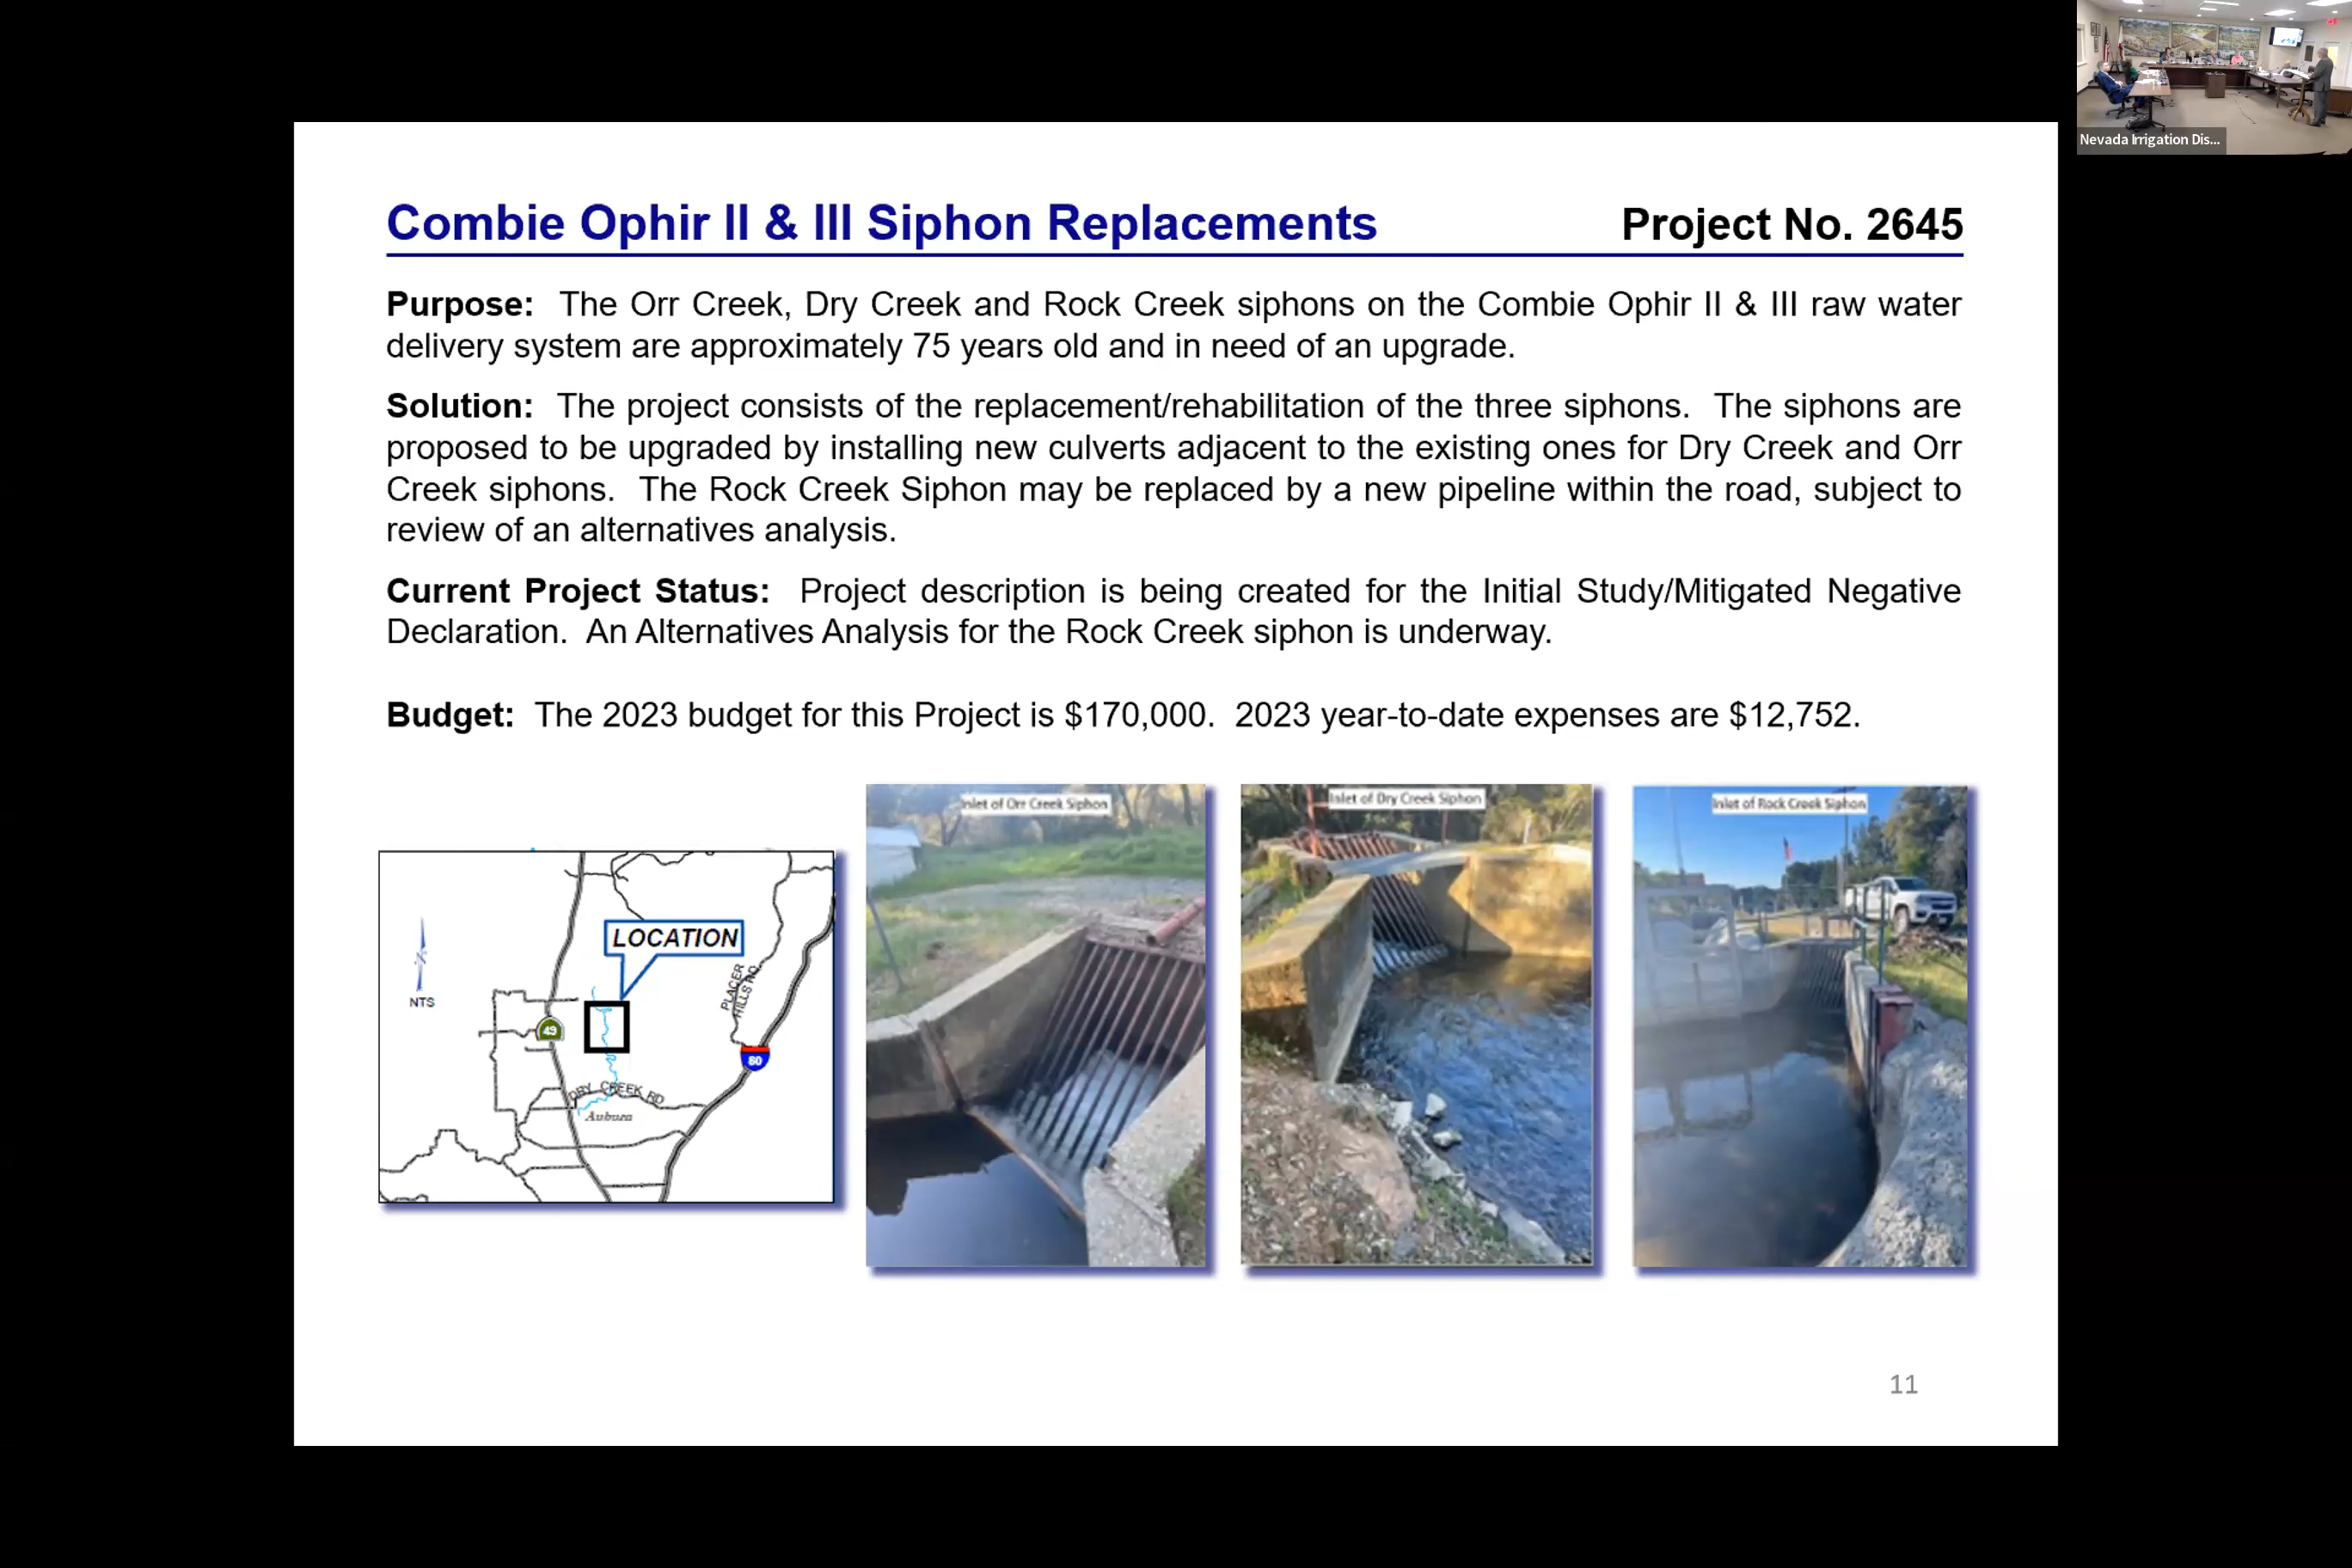 Nevada Irrigation Dis...
Combie Ophir II & III Siphon Replacements
Project No. 2645
Purpose: The Orr Creek, Dry Creek and Rock Creek siphons on the Combie Ophir II & III raw water
delivery system are approximately 75 years old and in need of an upgrade.
Solution: The project consists of the replacement/rehabilitation of the three siphons. The siphons are
proposed to be upgraded by installing new culverts adjacent to the existing ones for Dry Creek and Orr
Creek siphons. The Rock Creek Siphon may be replaced by a new pipeline within the road, subject to
review of an alternatives analysis.
Current Project Status: Project description is being created for the Initial Study/Mitigated Negative
Declaration. An Alternatives Analysis for the Rock Creek siphon is underway.
Budget: The 2023 budget for this Project is $170,000. 2023 year-to-date expenses are $12,752.
LOCATION
PLACER
HILLS RD
NTS
49
80
DRY CREEK RD
Auburn
Inlet of Orr Creek Siphon
Inlet of Dry Creek Siphon
Inlet of Rock Creek Siphon
11